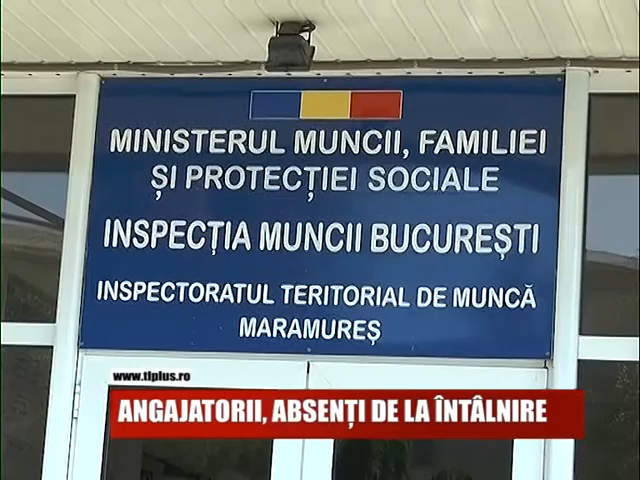 MINISTERUL MUNCII, FAMILIEI
ȘI PROTECȚIEI SOCIALE
INSPECȚIA MUNCII BUCUREȘTI
INSPECTORATUL TERITORIAL DE MUNCĂ
MARAMUREȘ
www.tlplus.ro
ANGAJATORII, ABSENȚI DE LA ÎNTÂLNIRE